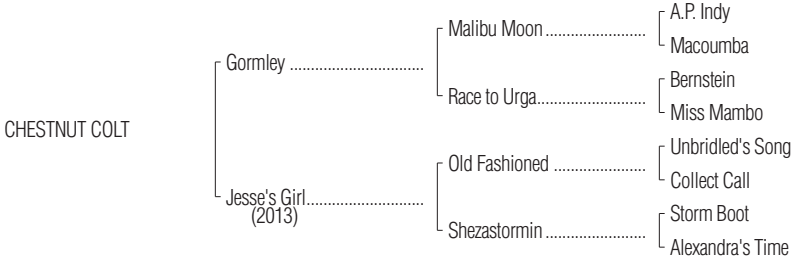 A.P. Indy
Malibu Moon ........................
Macoumba
Gormley ................................
Bernstein
Race to Urga..........................
Miss Mambo
CHESTNUT COLT
Unbridled's Song
Old Fashioned ......................
Collect Call
Jesse's Girl............................
(2013)
Storm Boot
Shezastormin ........................
Alexandra's Time